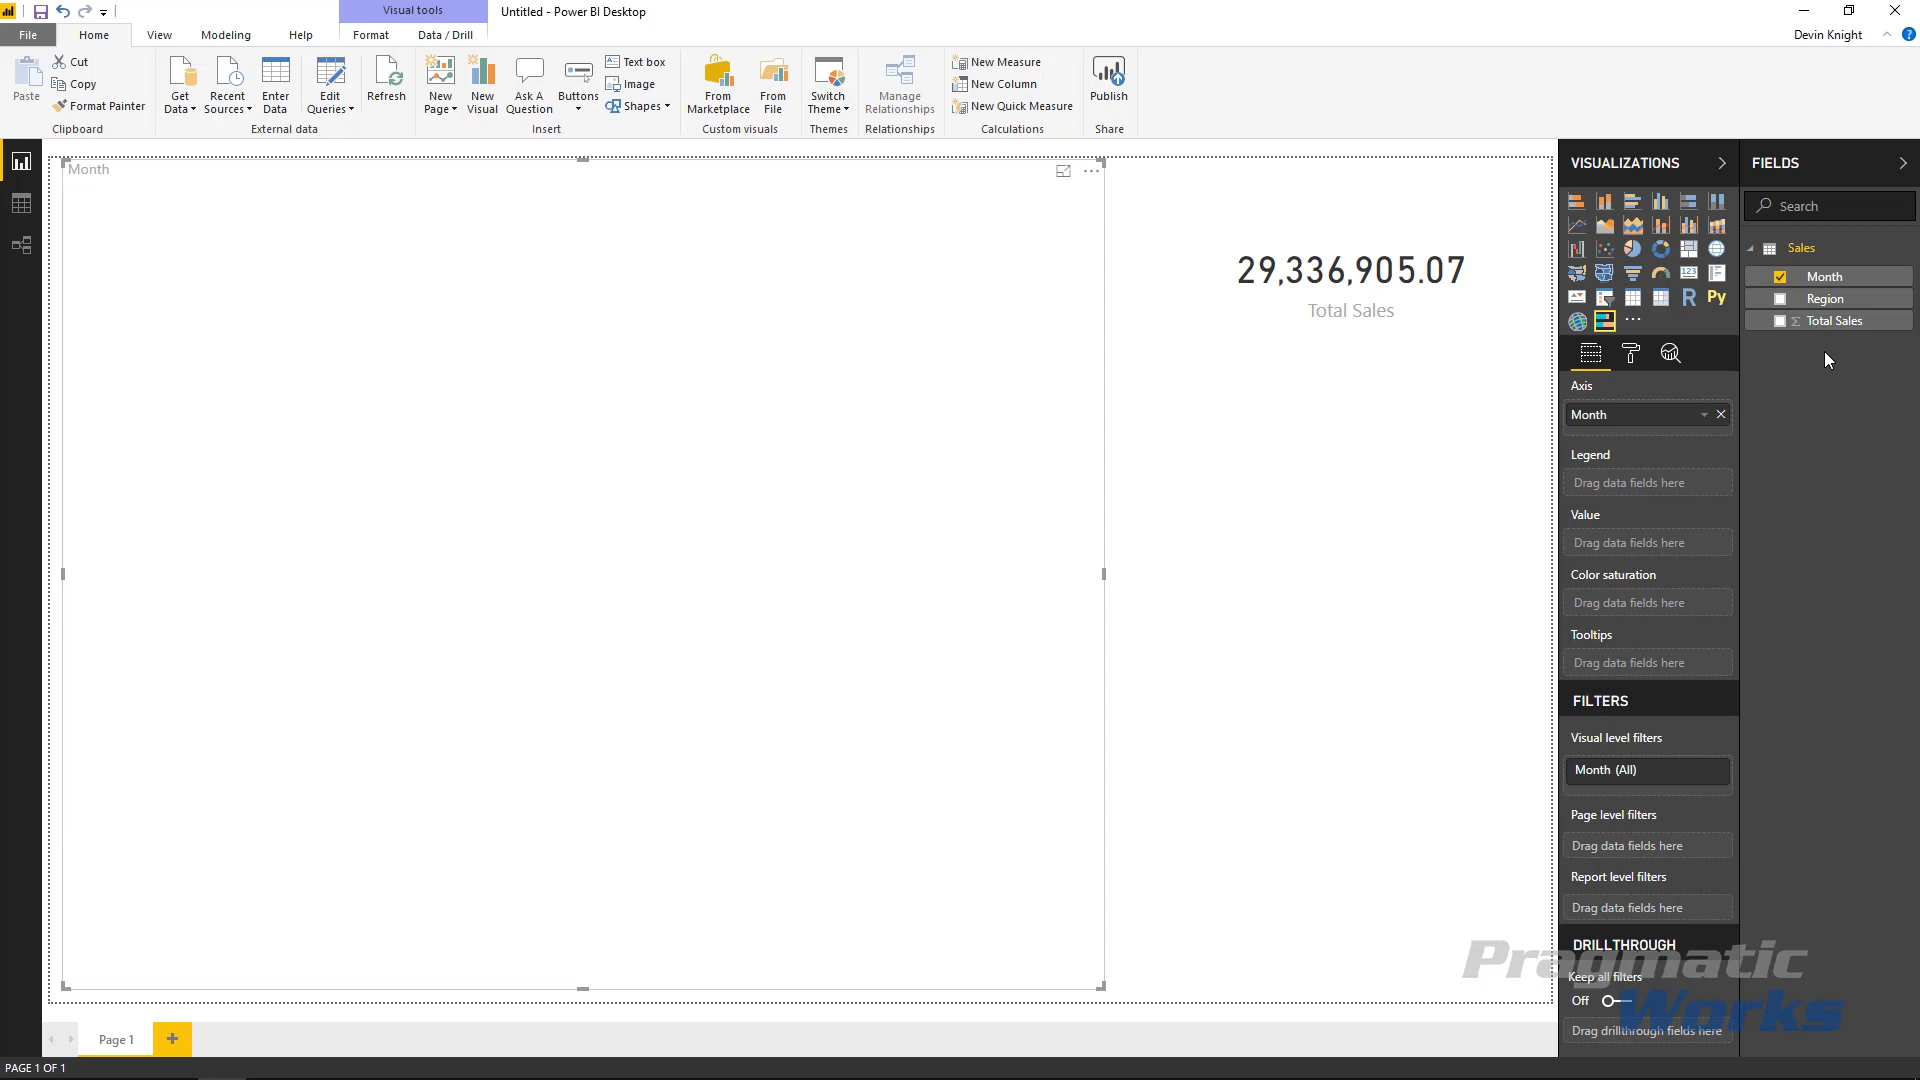 Visual tools
Untitled - Power BI Desktop
File
Home
View
Modeling
Help
Format
Data / Drill
Devin Knight
?
Paste
Cut
Copy
Format Painter
Clipboard
Get Data
Recent Sources
Enter Data
Edit Queries
Refresh
External data
New Page
New Visual
Ask A Question
Buttons
Text box
Image
Shapes
Insert
From Marketplace
From File
Custom visuals
Switch Theme
Themes
Manage Relationships
Relationships
New Measure
New Column
New Quick Measure
Calculations
Publish
Share
Month
29,336,905.07
Total Sales
VISUALIZATIONS
123
R
Py
Axis
Month
Legend
Drag data fields here
Value
Drag data fields here
Color saturation
Drag data fields here
Tooltips
Drag data fields here
FILTERS
Visual level filters
Month (All)
Page level filters
Drag data fields here
Report level filters
Drag data fields here
DRILLTHROUGH
Keep all filters
Off
Drag drillthrough fields here
FIELDS
Search
Sales
Month
Region
Σ Total Sales
Pragmatic
Works
Page 1
+
PAGE 1 OF 1